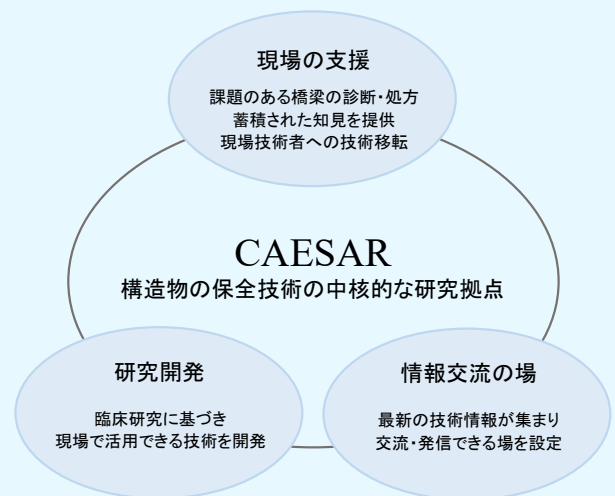 現場の支援
課題のある橋梁の診断・処方
蓄積された知見を提供
現場技術者への技術移転
CAESAR
構造物の保全技術の中核的な研究拠点
研究開発
臨床研究に基づき
現場で活用できる技術を開発
情報交流の場
最新の技術情報が集まり
交流・発信できる場を設定